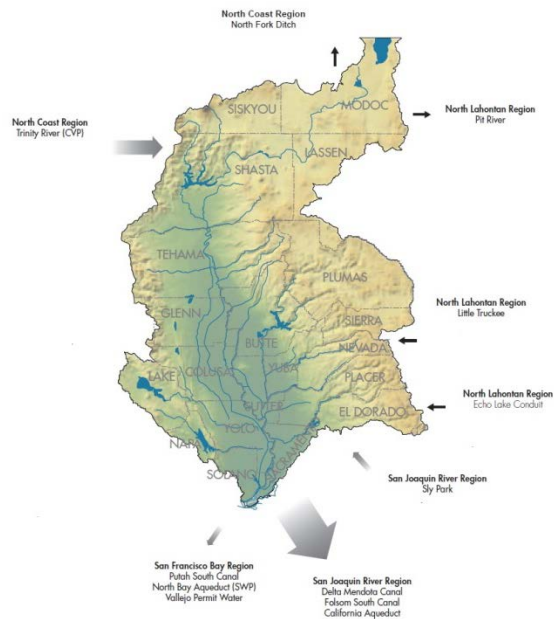 North Coast Region
North Fork Ditch
SISKYOU
MODOC
North Lahontan Region
Pit River
North Coast Region
Trinity River (CVP)
LASSEN
SHASTA
TEHAMA
PLUMAS
North Lahontan Region
Little Truckee
GLENN
SIERRA
BUTTE
NEVADA
LAKE
COLUSA
YUBA
PLACER
North Lahontan Region
Echo Lake Conduit
SUTTER
EL DORADO
YOLO
NAPA
SACRAMENTO
SOLANO
San Joaquin River Region
Sly Park
San Francisco Bay Region
Putah South Canal
North Bay Aqueduct (SWP)
Vallejo Permit Water
San Joaquin River Region
Delta Mendota Canal
Folsom South Canal
California Aqueduct